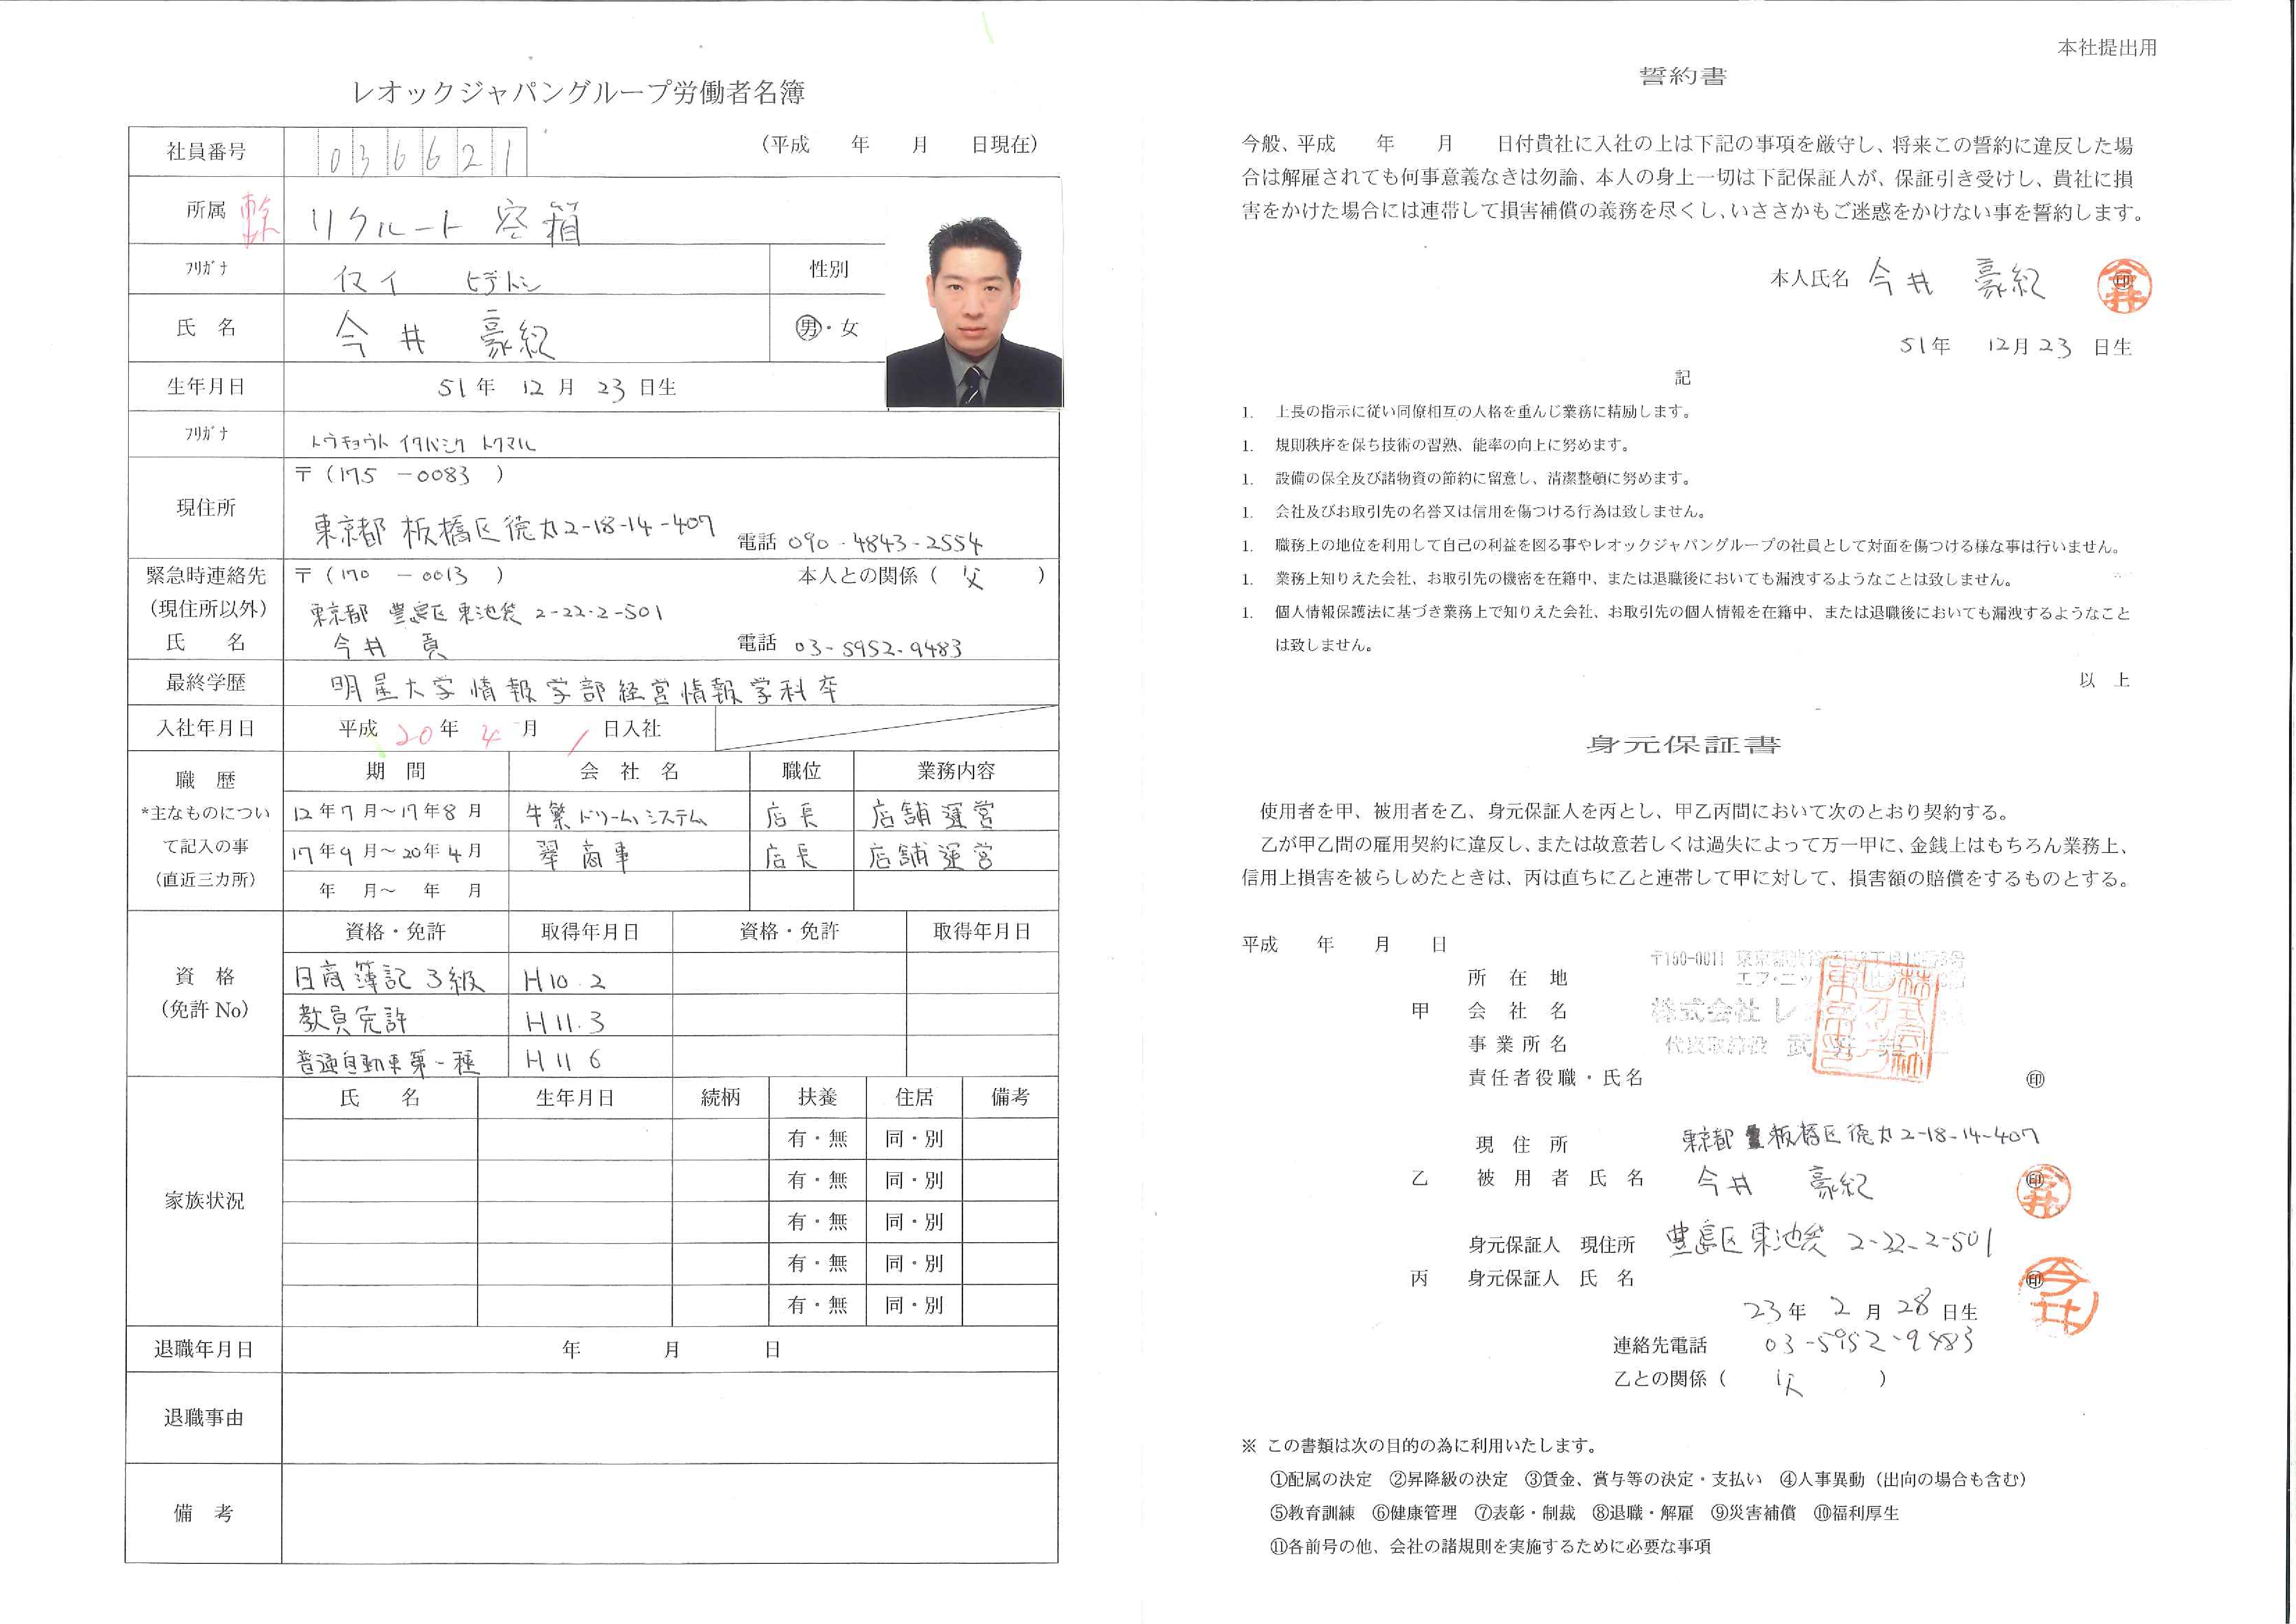 レオックジャパングループ労働者名簿
社員番号 036621 (平成 年 月 日現在)
所属 リクルート 空箱
フリガナ イマイ ヒデトシ 性別
氏 名 今井 豪紀 男・女
生年月日 51年 12月 23日生
フリガナ トウキョウト イタバシク トクマル
現住所 〒(175-0083)
東京都 板橋区徳丸2-18-14-407 電話 090-4843-2554
緊急時連絡先 〒(170-0013) 本人との関係(父)
(現住所以外) 東京都 豊島区 東池袋 2-22-2-501
氏 名 今井 電話 03-5952-9483
最終学歴 明星大学情報学部経営情報学科卒
入社年月日 平成20年4月1日入社
職 歴 期 間 会 社 名 職位 業務内容
*主なものについ 12年7月~17年8月 牛繁ドリームシステム 店長 店舗運営
て記入の事 17年9月~20年4月 翠商事 店長 店舗運営
(直近三カ所) 年 月~ 年 月
資格・免許 取得年月日 資格・免許 取得年月日
資 格 日商簿記3級 H10.2
(免許 No) 教員免許 H11.3
普通自動車第一種 H11 6
氏 名 生年月日 続柄 扶養 住居 備考
有・無 同・別
有・無 同・別
家族状況 有・無 同・別
有・無 同・別
有・無 同・別
退職年月日 年 月 日
退職事由
備 考
本社提出用
誓約書
今般、平成 年 月 日付貴社に入社の上は下記の事項を厳守し、将来この誓約に違反した場
合は解雇されても何事意義なきは勿論、本人の身上一切は下記保証人が、保証引き受けし、貴社に損
害をかけた場合には連帯して損害補償の義務を尽くし、いささかもご迷惑をかけない事を誓約します。
本人氏名 今井 豪紀 ㊞
51年 12月23日生
記
1. 上長の指示に従い同僚相互の人格を重んじ業務に精励します。
1. 規則秩序を保ち技術の習熟、能率の向上に努めます。
1. 設備の保全及び諸物資の節約に留意し、清潔整頓に努めます。
1. 会社及びお取引先の名誉又は信用を傷つける行為は致しません。
1. 職務上の地位を利用して自己の利益を図る事やレオックジャパングループの社員として対面を傷つける様な事は行いません。
1. 業務上知りえた会社、お取引先の機密を在籍中、または退職後においても漏洩するようなことは致しません。
1. 個人情報保護法に基づき業務上で知りえた会社、お取引先の個人情報を在籍中、または退職後においても漏洩するようなこと
は致しません。
以 上
身元保証書
使用者を甲、被用者を乙、身元保証人を丙とし、甲乙丙間において次のとおり契約する。
乙が甲乙間の雇用契約に違反し、または故意若しくは過失によって万一甲に、金銭上はもちろん業務上、
信用上損害を被らしめたときは、丙は直ちに乙と連帯して甲に対して、損害額の賠償をするものとする。
平成 年 月 日
〒150-0011
所 在 地 エフ・ニッ
甲 会 社 名 株式会社 レ
事業所名 代表取締役
責任者役職・氏名 ㊞
現 住 所 東京都 板橋区徳丸2-18-14-407
乙 被 用 者 氏 名 今井 豪紀 ㊞
身元保証人 現住所 豊島区東池袋 2-22-2-501
丙 身元保証人 氏 名 ㊞
23年 2月 28日生
連絡先電話 03-5952-9483
乙との関係(父)
※ この書類は次の目的の為に利用いたします。
①配属の決定 ②昇降級の決定 ③賃金、賞与等の決定・支払い ④人事異動(出向の場合も含む)
⑤教育訓練 ⑥健康管理 ⑦表彰・制裁 ⑧退職・解雇 ⑨災害補償 ⑩福利厚生
⑪各前号の他、会社の諸規則を実施するために必要な事項